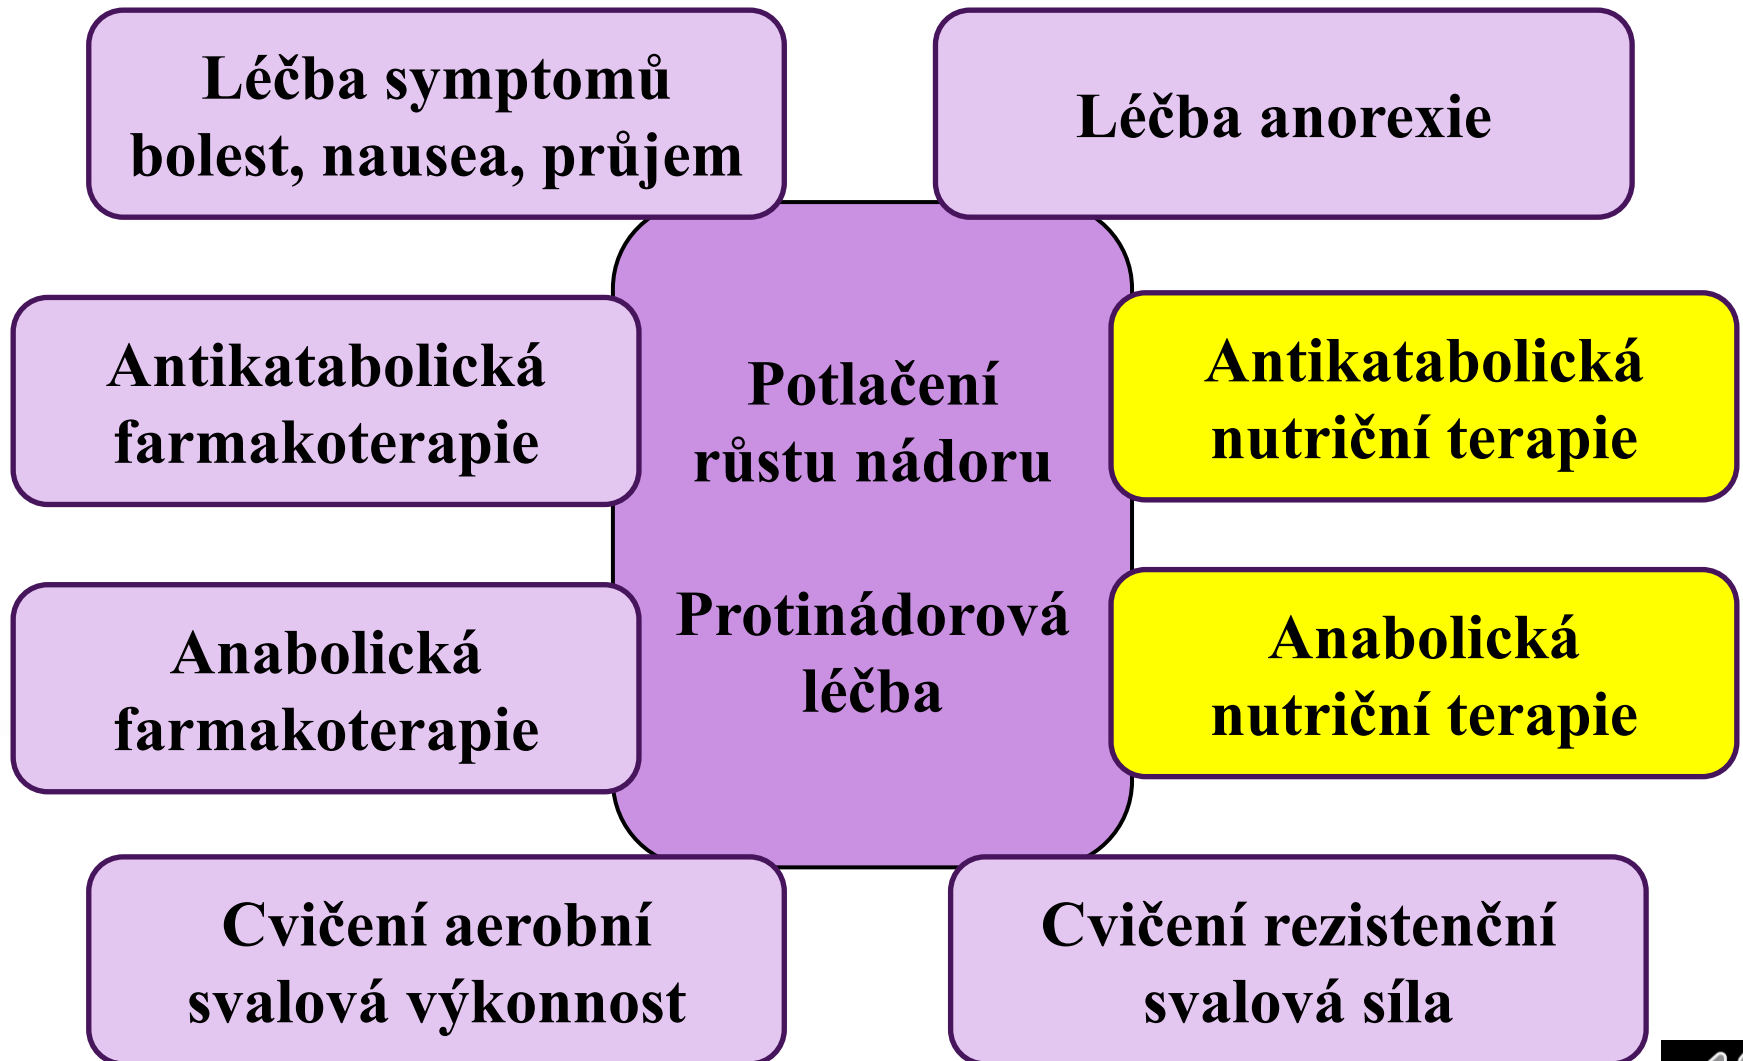 Léčba symptomů
bolest, nausea, průjem
Léčba anorexie
Antikatabolická
farmakoterapie
Potlačení
růstu nádoru
Protinádorová
léčba
Antikatabolická
nutriční terapie
Anabolická
farmakoterapie
Anabolická
nutriční terapie
Cvičení aerobní
svalová výkonnost
Cvičení rezistenční
svalová síla